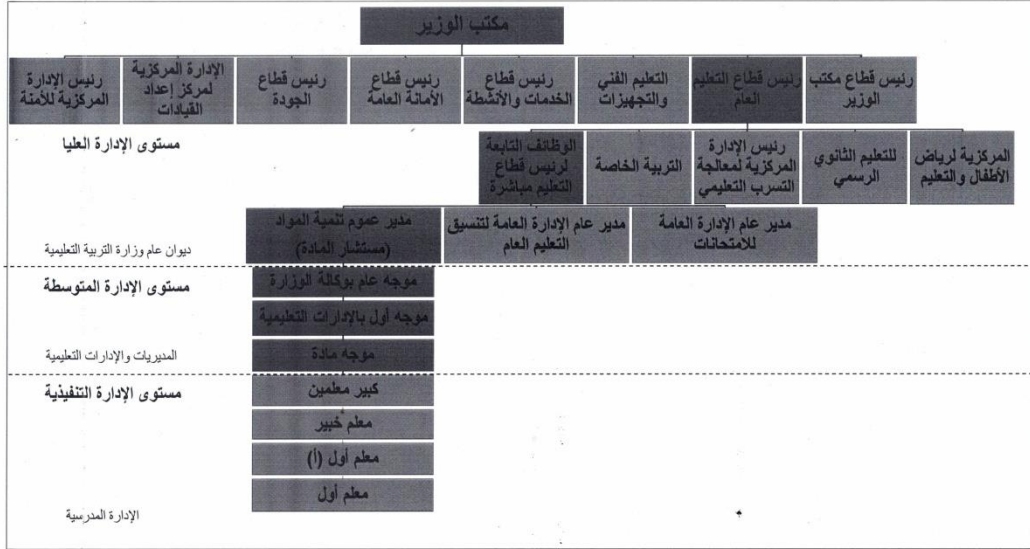 مكتب الوزير
رئيس قطاع مكتب
الوزير
رئيس قطاع التعليم
العام
التعليم الفني
والتجهيزات
رئيس قطاع
الخدمات والأنشطة
رئيس قطاع
الأمانة العامة
رئيس قطاع
الجودة
الإدارة المركزية
لمركز إعداد
القيادات
رئيس الإدارة
المركزية للأمنة
مستوى الإدارة العليا
المركزية لرياض
الأطفال والتعليم
للتعليم الثانوي
الرسمي
رئيس الإدارة
المركزية لمعالجة
التسرب التعليمي
التربية الخاصة
الوظائف التابعة
لرئيس قطاع
التعليم مباشرة
مدير عام الإدارة العامة
للامتحانات
مدير عام الإدارة العامة لتنسيق
التعليم العام
مدير عموم تنمية المواد
(مستشار المادة)
ديوان عام وزارة التربية التعليمية
مستوى الإدارة المتوسطة
موجه عام بوكالة الوزارة
موجه أول بالإدارات التعليمية
موجه مادة
المديريات والإدارات التعليمية
مستوى الإدارة التنفيذية
كبير معلمين
معلم خبير
معلم أول (أ)
معلم أول
الإدارة المدرسية